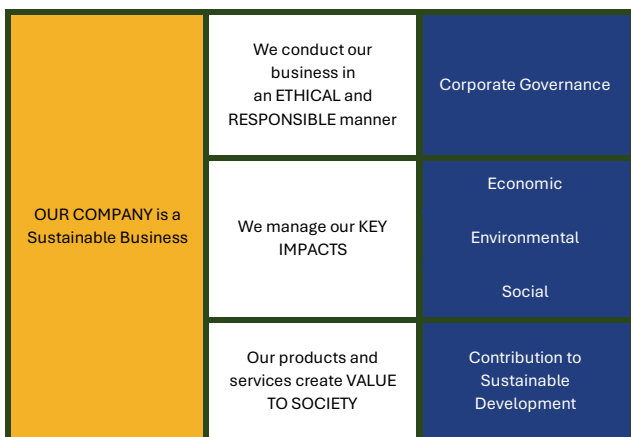 OUR COMPANY is a
Sustainable Business
We conduct our
business in
an ETHICAL and
RESPONSIBLE manner
Corporate Governance
We manage our KEY
IMPACTS
Economic
Environmental
Social
Our products and
services create VALUE
TO SOCIETY
Contribution to
Sustainable
Development